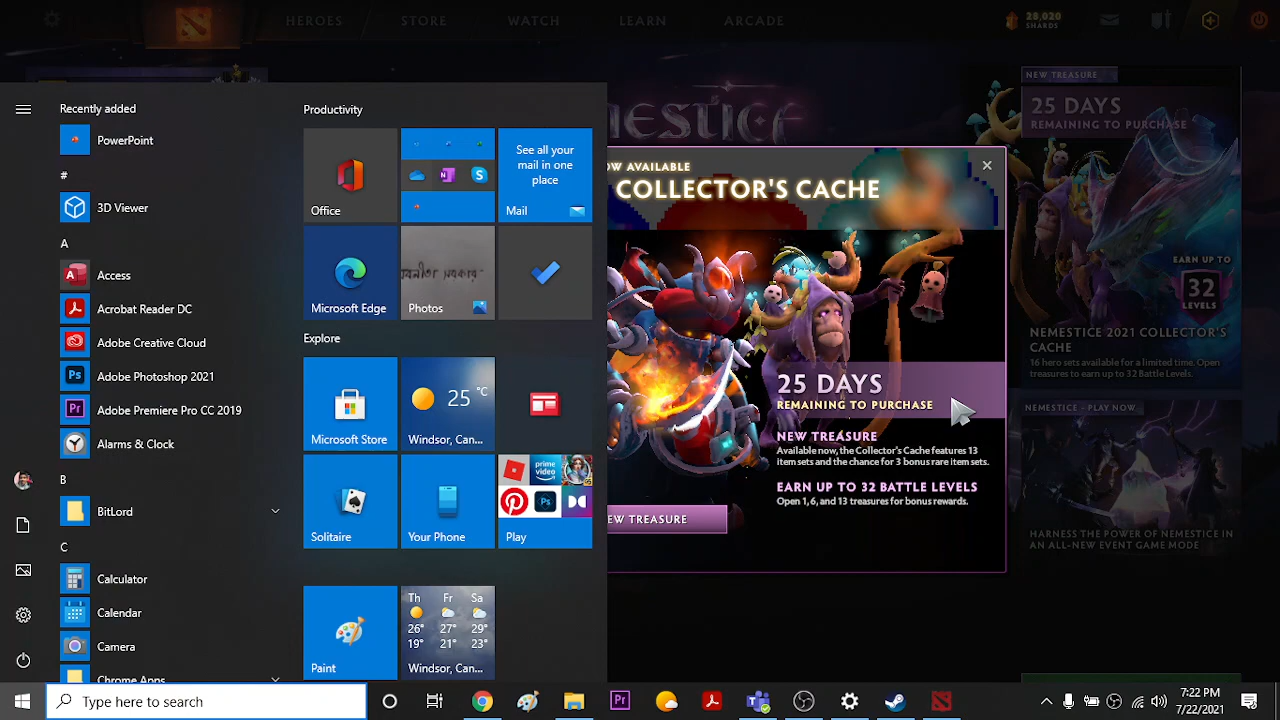 HEROES STORE WATCH LEARN ARCADE
28,020
SHARDS
Recently added
PowerPoint
#
3D Viewer
A
Access
Acrobat Reader DC
Adobe Creative Cloud
Adobe Photoshop 2021
Adobe Premiere Pro CC 2019
Alarms & Clock
B
BitLord
C
Calculator
Calendar
Camera
Chrome Apps
Productivity
Office
See all your
mail in one
place
Mail
Microsoft Edge
Photos
Explore
Microsoft Store
25 °C
Windsor, Can...
Solitaire
Your Phone
prime
video
Ps
Play
Paint
Th Fr Sa
26° 27° 29°
19° 21° 23°
Windsor, Can...
NEMESTICE
OW AVAILABLE
COLLECTOR'S CACHE
25 DAYS
REMAINING TO PURCHASE
NEW TREASURE
Available now, the Collector's Cache features 13
item sets and the chance for 3 bonus rare item sets.
EARN UP TO 32 BATTLE LEVELS
Open 1, 6, and 13 treasures for bonus rewards.
EW TREASURE
NEW TREASURE
25 DAYS
REMAINING TO PURCHASE
EARN UP TO
32
LEVELS
NEMESTICE 2021 COLLECTOR'S
CACHE
16 hero sets available for a limited time. Open
treasures to earn up to 32 Battle Levels.
NEMESTICE - PLAY NOW
HARNESS THE POWER OF NEMESTICE IN
AN ALL-NEW EVENT GAME MODE
Type here to search
7:22 PM
7/22/2021